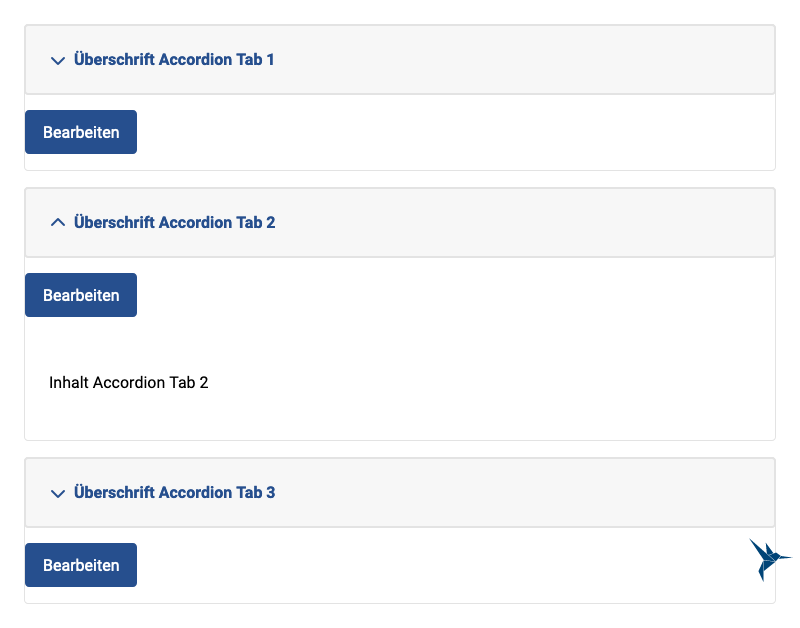 Überschrift Accordion Tab 1
Bearbeiten
Überschrift Accordion Tab 2
Bearbeiten
Inhalt Accordion Tab 2
Überschrift Accordion Tab 3
Bearbeiten